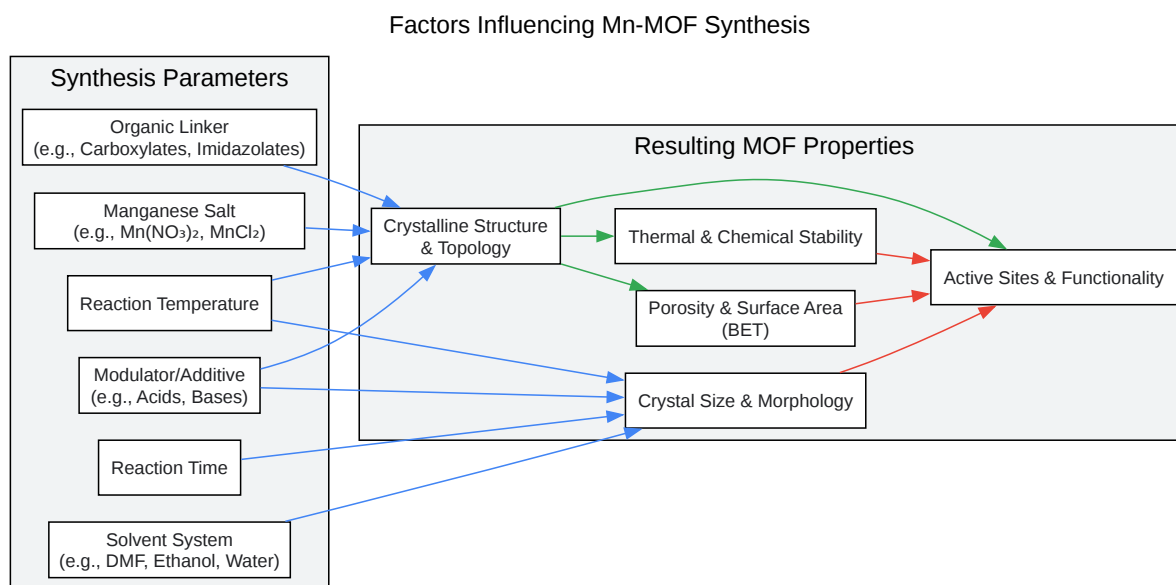 Factors Influencing Mn-MOF Synthesis
Synthesis Parameters
Organic Linker
(e.g., Carboxylates, Imidazolates)
Manganese Salt
(e.g., Mn(NO₃)₂, MnCl₂)
Reaction Temperature
Modulator/Additive
(e.g., Acids, Bases)
Reaction Time
Solvent System
(e.g., DMF, Ethanol, Water)
Resulting MOF Properties
Crystalline Structure
& Topology
Thermal & Chemical Stability
Porosity & Surface Area
(BET)
Crystal Size & Morphology
Active Sites & Functionality